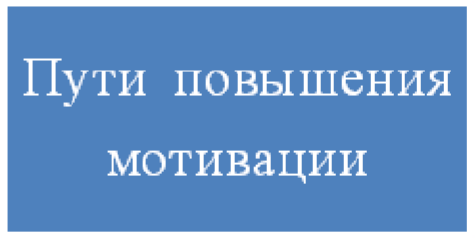 Пути повышения
мотивации